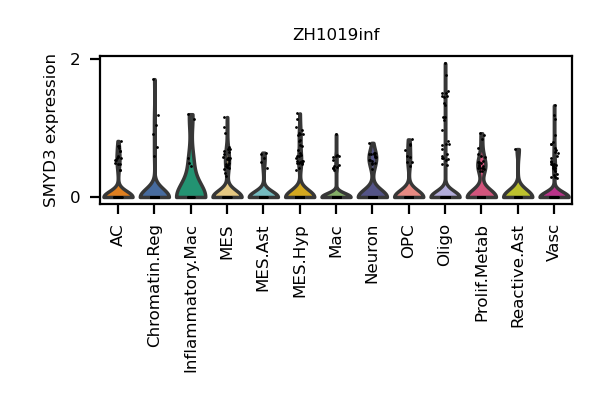 ZH1019inf
SMYD3 expression
2
0
AC
Chromatin.Reg
Inflammatory.Mac
MES
MES.Ast
MES.Hyp
Mac
Neuron
OPC
Oligo
Prolif.Metab
Reactive.Ast
Vasc